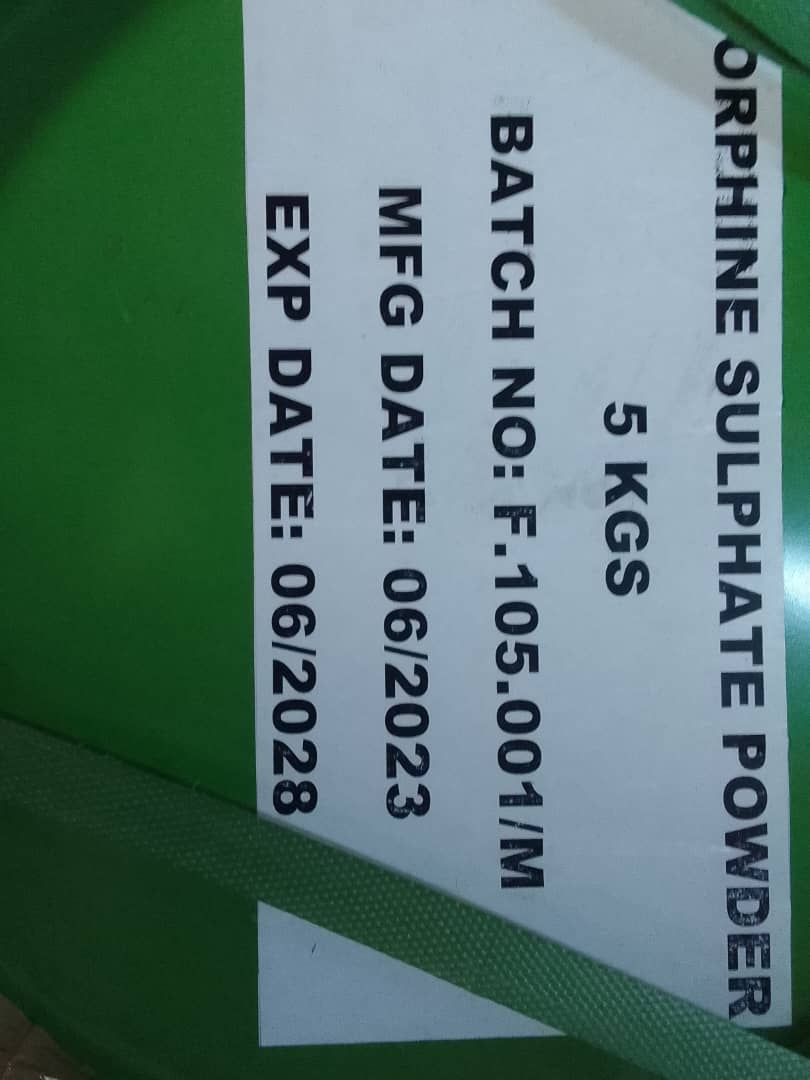 ORPHINE SULPHATE POWDER
5 KGS
BATCH NO: F.105.001/M
MFG DATE: 06/2023
EXP DATE: 06/2028